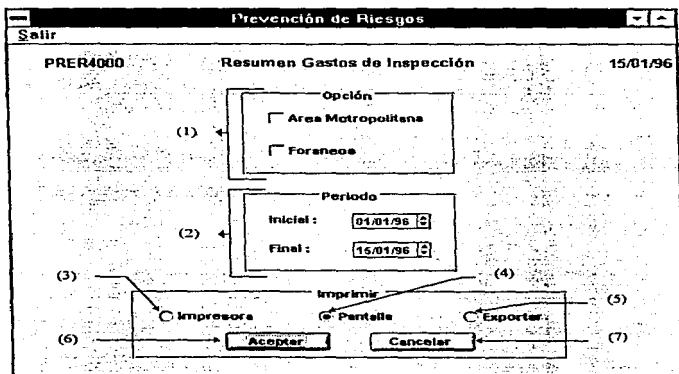 Prevención de Riesgos
Salir
PRER4000 Resumen Gastos de Inspección 15/01/96
Opción
(1)
Area Metropolitana
Foraneos
Periodo
Inicial : 01/01/96
(2)
Final : 15/01/96
(3) (4)
Imprimir (5)
Impresora Pantalla Exportar
(6) Aceptar Cancelar (7)